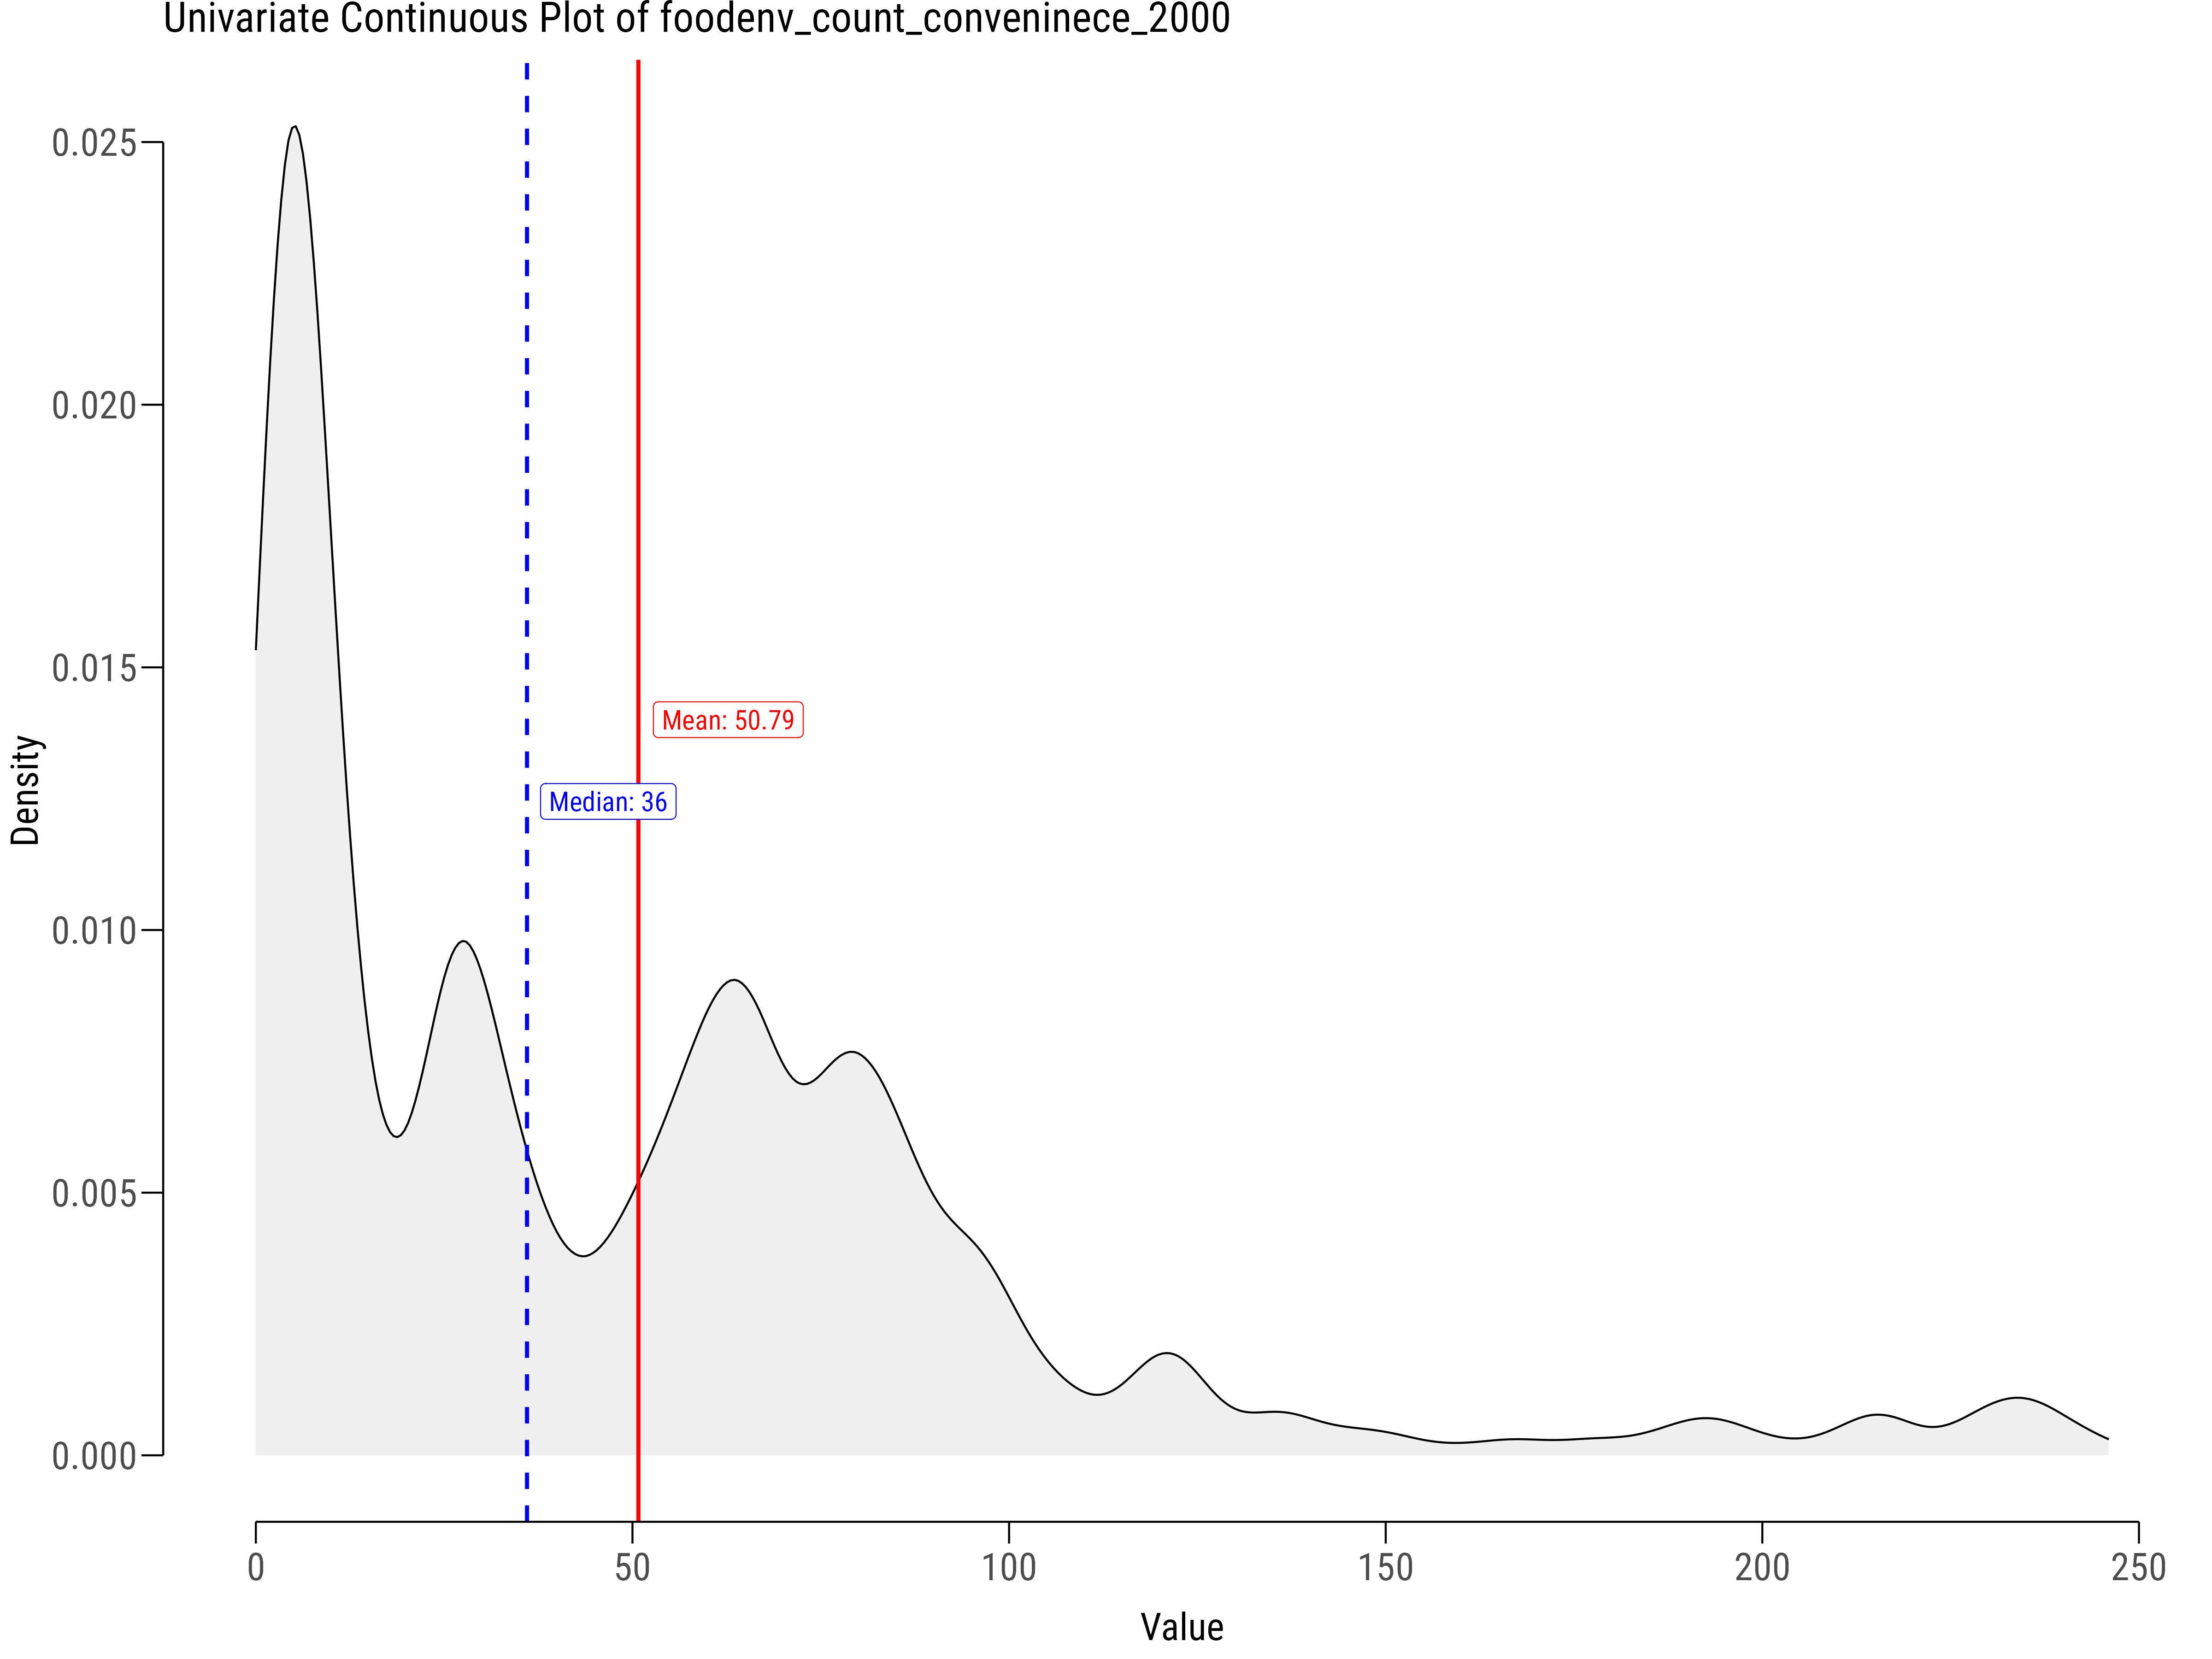 Univariate Continuous Plot of foodenv_count_conveninece_2000
0.025
0.020
0.015
0.010
0.005
0.000
Density
Mean: 50.79
Median: 36
0
50
100
150
200
250
Value